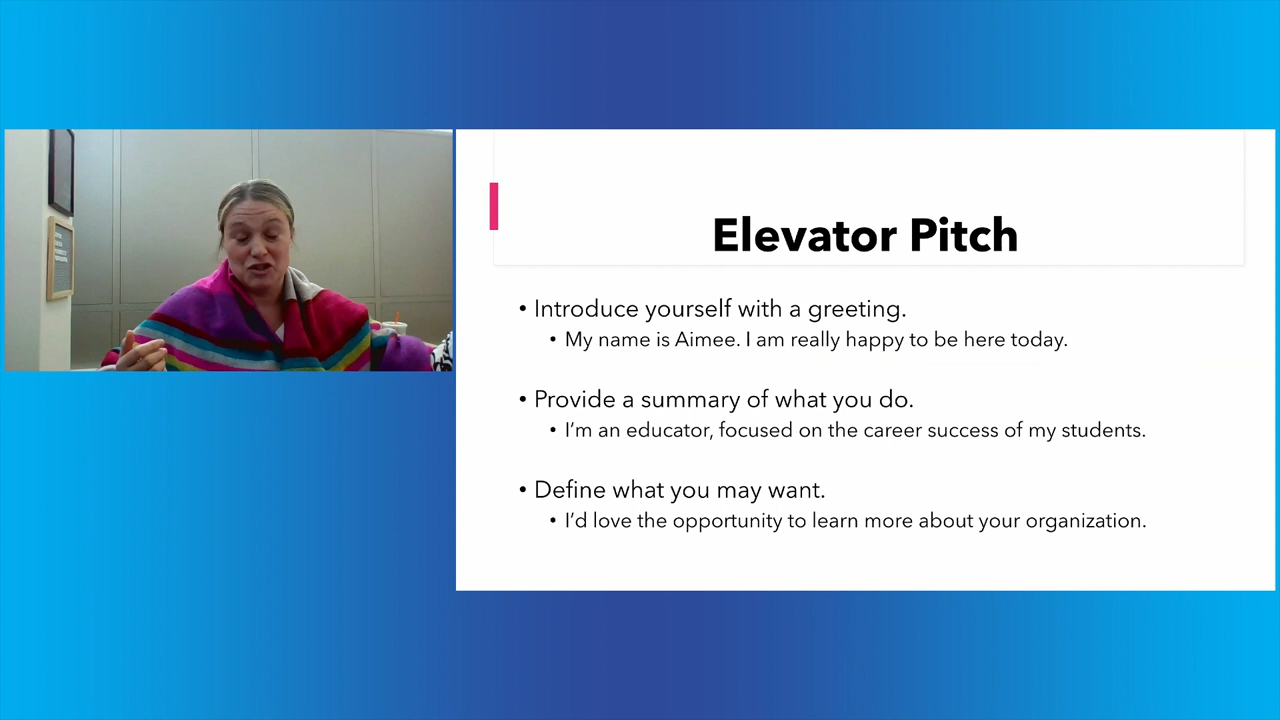 Elevator Pitch
• Introduce yourself with a greeting.
• My name is Aimee. I am really happy to be here today.
• Provide a summary of what you do.
• I’m an educator, focused on the career success of my students.
• Define what you may want.
• I’d love the opportunity to learn more about your organization.